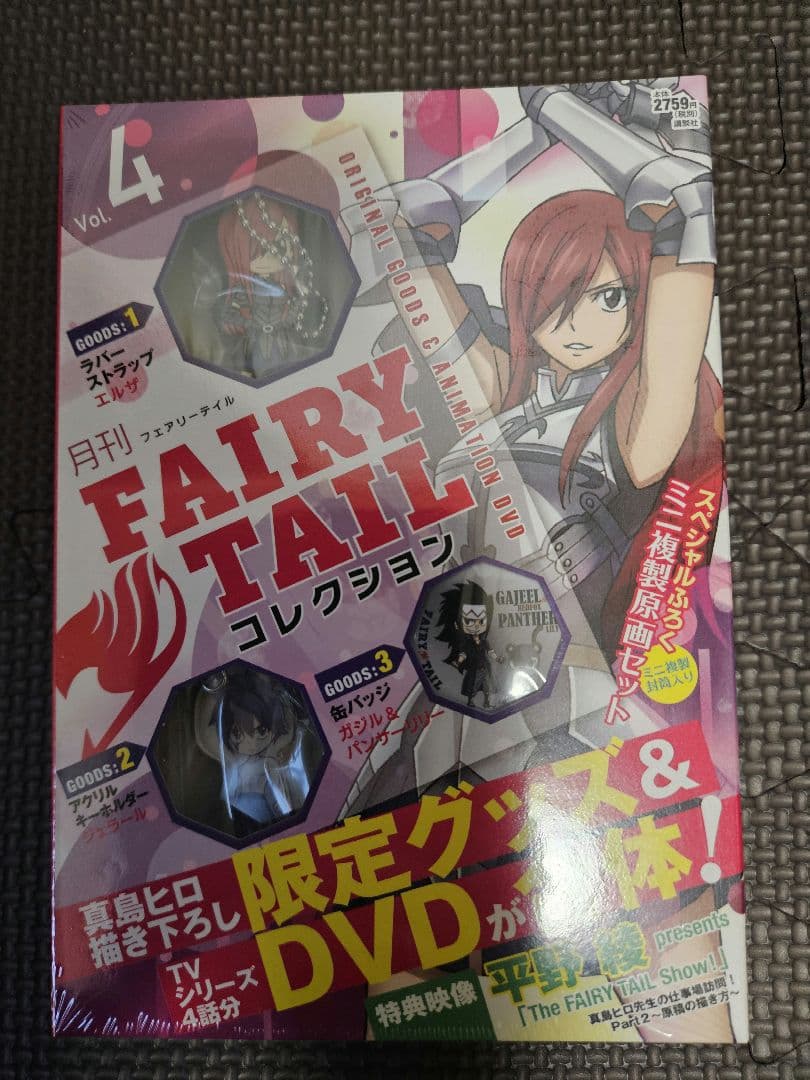 本体
2759円
(税別)
講談社
Vol.4
ORIGINAL GOODS & ANIMATION DVD
GOODS:1
ラバー
ストラップ
エルザ
月刊
フェアリーテイル
FAIRY
TAIL
コレクション
スペシャルふろく
ミニ複製原画セット
ミニ複製
封筒入り
GOODS:3
缶バッジ
ガジル&
パンサーリリー
GAJEEL
REDFOX
PANTHER
LILY
FAIRY TAIL
GOODS:2
アクリル
キーホルダー
ジェラール
真島ヒロ
描き下ろし
限定グッズ&
TV
シリーズ
4話分
DVDが
体!
特典映像
平野 綾 presents
「The FAIRY TAIL Show!」
真島ヒロ先生の仕事場訪問!
Part2~原稿の描き方~